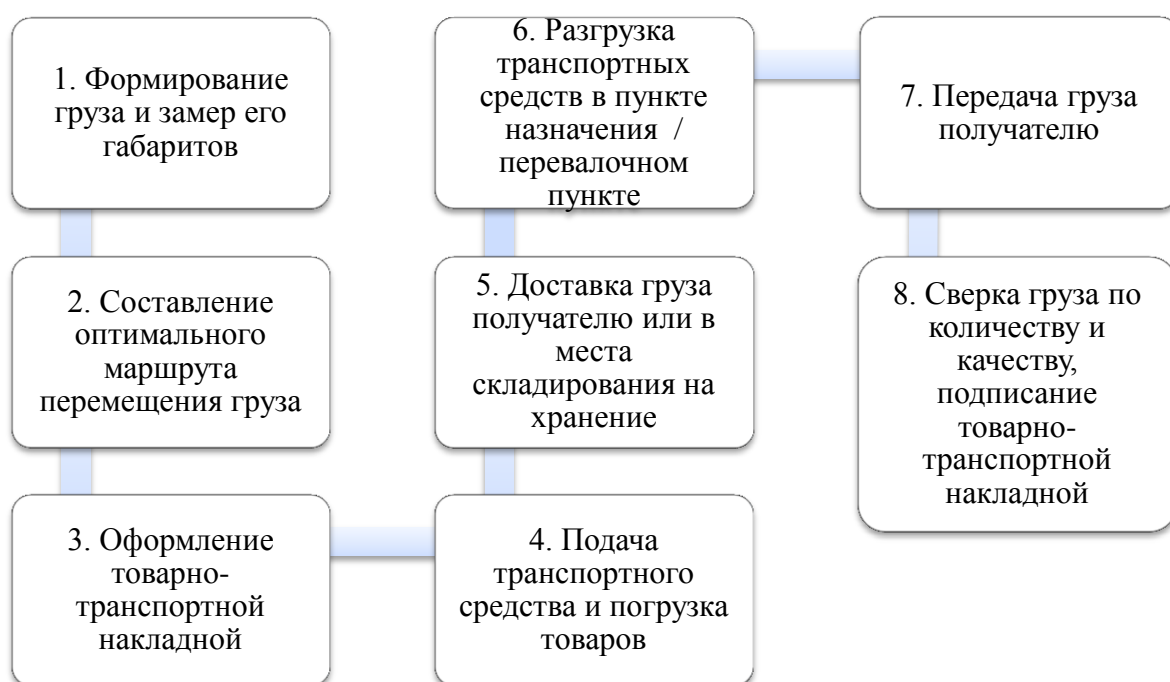 1. Формирование
груза и замер его
габаритов
2. Составление
оптимального
маршрута
перемещения груза
3. Оформление
товарно-
транспортной
накладной
4. Подача
транспортного
средства и погрузка
товаров
5. Доставка груза
получателю или в
места
складирования на
хранение
6. Разгрузка
транспортных
средств в пункте
назначения /
перевалочном
пункте
7. Передача груза
получателю
8. Сверка груза по
количеству и
качеству,
подписание
товарно-
транспортной
накладной